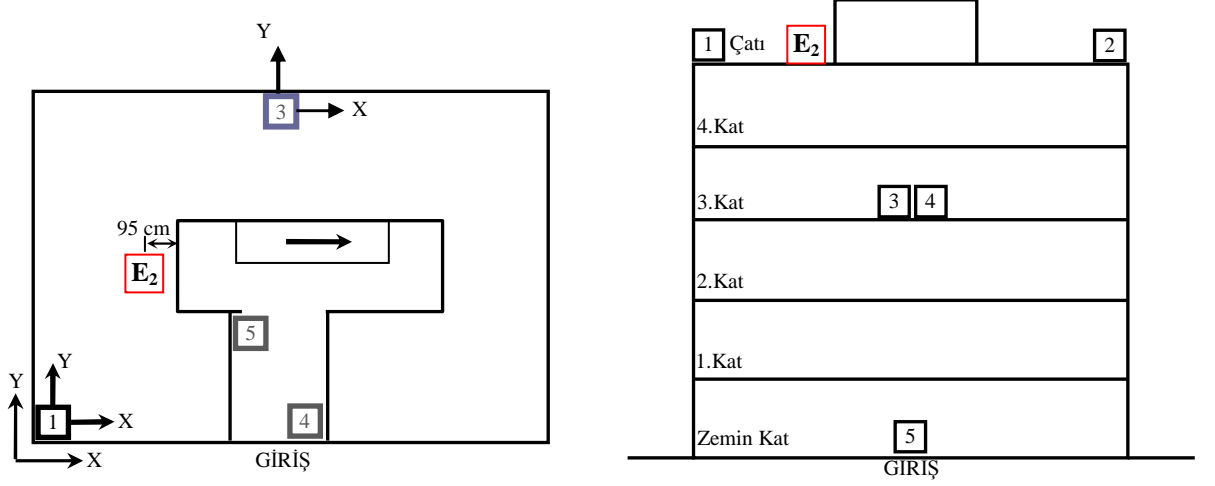 Y
3
X
95 cm
E₂
5
Y
Y
1
X
4
X
GİRİŞ
1 Çatı
E₂
2
4.Kat
3.Kat
3
4
2.Kat
1.Kat
Zemin Kat
5
GİRİŞ